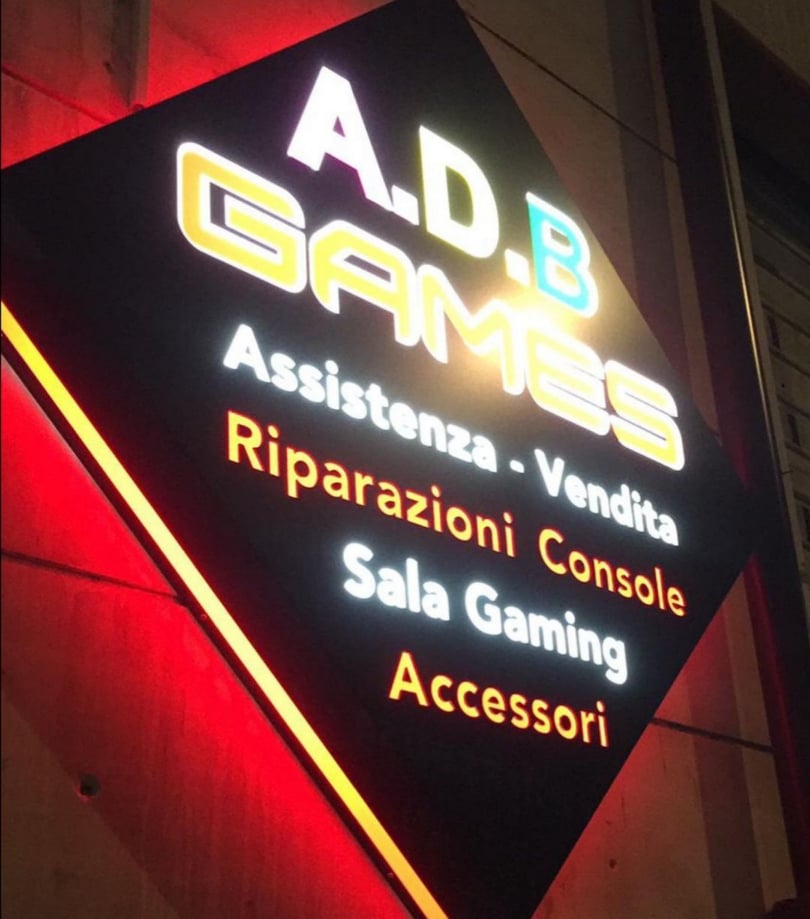 A.D.B
GAMES
Assistenza - Vendita
Riparazioni Console
Sala Gaming
Accessori